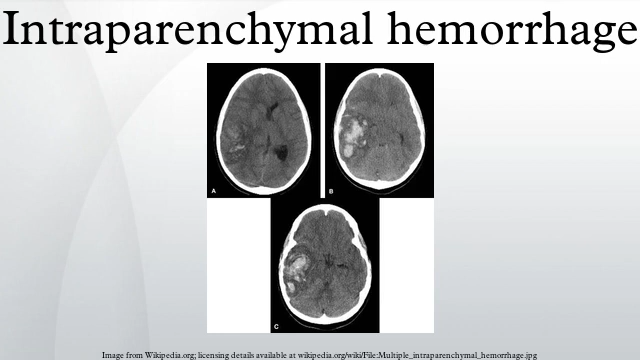 Intraparenchymal hemorrhage
A
B
C
Image from Wikipedia.org; licensing details available at wikipedia.org/wiki/File:Multiple_intraparenchymal_hemorrhage.jpg